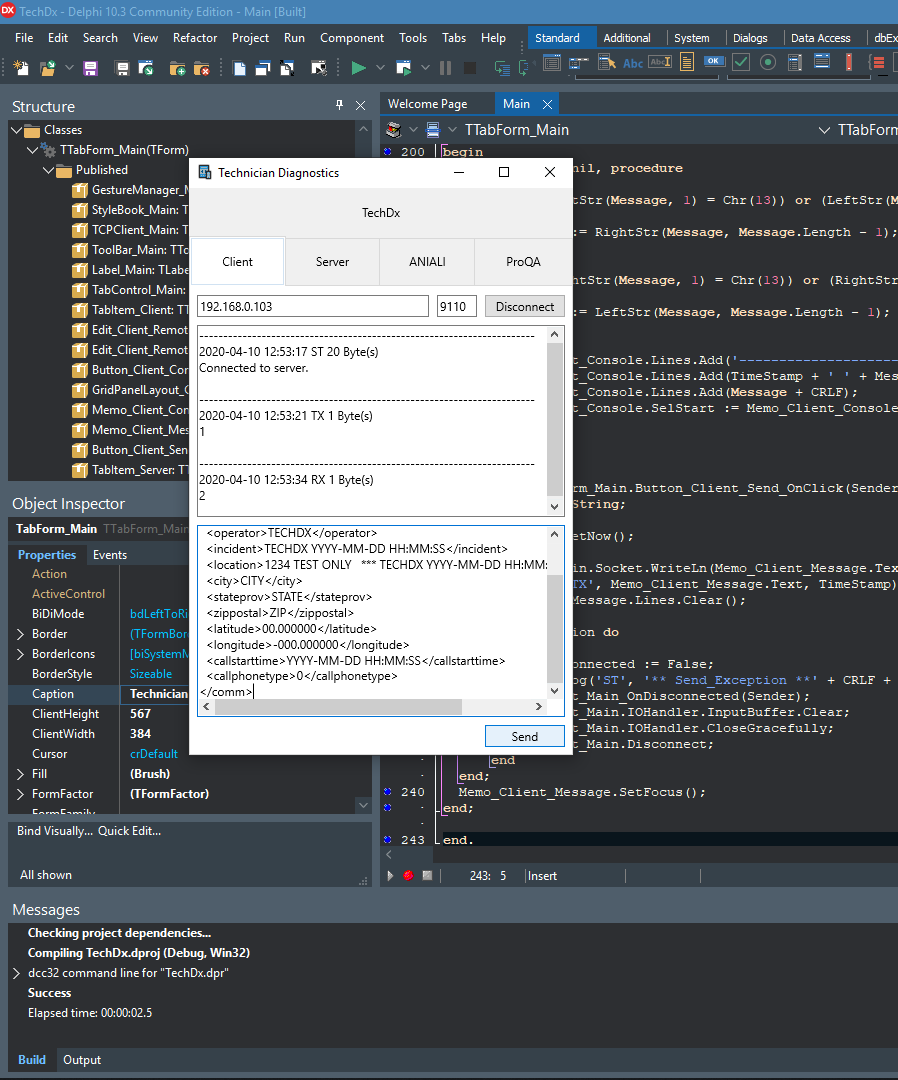 DX TechDx - Delphi 10.3 Community Edition - Main [Built]
File Edit Search View Refactor Project Run Component Tools Tabs Help
Standard Additional System Dialogs Data Access dbEx
Abc AbI OK
Structure
Classes
TTabForm_Main(TForm)
Published
GestureManager_M
StyleBook_Main: T
TCPClient_Main: T
ToolBar_Main: TTo
Label_Main: TLabe
TabControl_Main:
TabItem_Client: TT
Edit_Client_Remot
Edit_Client_Remot
Button_Client_Con
GridPanelLayout_C
Memo_Client_Con
Memo_Client_Mes
Button_Client_Sen
TabItem_Server: TT
Object Inspector
TabForm_Main TTabForm_Main
Properties Events
Action
ActiveControl
BiDiMode bdLeftToRi
Border (TFormBor
BorderIcons [biSystemM
BorderStyle Sizeable
Caption Technician
ClientHeight 567
ClientWidth 384
Cursor crDefault
Fill (Brush)
FormFactor (TFormFactor)
FormFamily
Bind Visually... Quick Edit...
All shown
Welcome Page Main
TTabForm_Main TTabForm
200 begin
nil, procedure
tStr(Message, 1) = Chr(13)) or (LeftStr(M
:= RightStr(Message, Message.Length - 1);
htStr(Message, 1) = Chr(13)) or (RightStr
:= LeftStr(Message, Message.Length - 1);
t_Console.Lines.Add('---------------------
t_Console.Lines.Add(TimeStamp + ' ' + Mes
t_Console.Lines.Add(Message + CRLF);
t_Console.SelStart := Memo_Client_Console
rm_Main.Button_Client_Send_OnClick(Sender
String;
etNow();
in.Socket.WriteLn(Memo_Client_Message.Tex
TX', Memo_Client_Message.Text, TimeStamp)
Message.Lines.Clear();
ion do
onnected := False;
og('ST', '** Send_Exception **' + CRLF +
t_Main_OnDisconnected(Sender);
t_Main.IOHandler.InputBuffer.Clear;
t_Main.IOHandler.CloseGracefully;
t_Main.Disconnect;
end
end;
240 Memo_Client_Message.SetFocus();
end;
243 end.
243: 5 Insert
Technician Diagnostics
TechDx
Client Server ANIALI ProQA
192.168.0.103 9110 Disconnect
--------------------------------------------------------------------------------
2020-04-10 12:53:17 ST 20 Byte(s)
Connected to server.
--------------------------------------------------------------------------------
2020-04-10 12:53:21 TX 1 Byte(s)
1
--------------------------------------------------------------------------------
2020-04-10 12:53:34 RX 1 Byte(s)
2
<operator>TECHDX</operator>
<incident>TECHDX YYYY-MM-DD HH:MM:SS</incident>
<location>1234 TEST ONLY   *** TECHDX YYYY-MM-DD HH:MM:
<city>CITY</city>
<stateprov>STATE</stateprov>
<zippostal>ZIP</zippostal>
<latitude>00.000000</latitude>
<longitude>-000.000000</longitude>
<callstarttime>YYYY-MM-DD HH:MM:SS</callstarttime>
<callphonetype>0</callphonetype>
</comm>
Send
Messages
Checking project dependencies...
Compiling TechDx.dproj (Debug, Win32)
dcc32 command line for "TechDx.dpr"
Success
Elapsed time: 00:00:02.5
Build Output